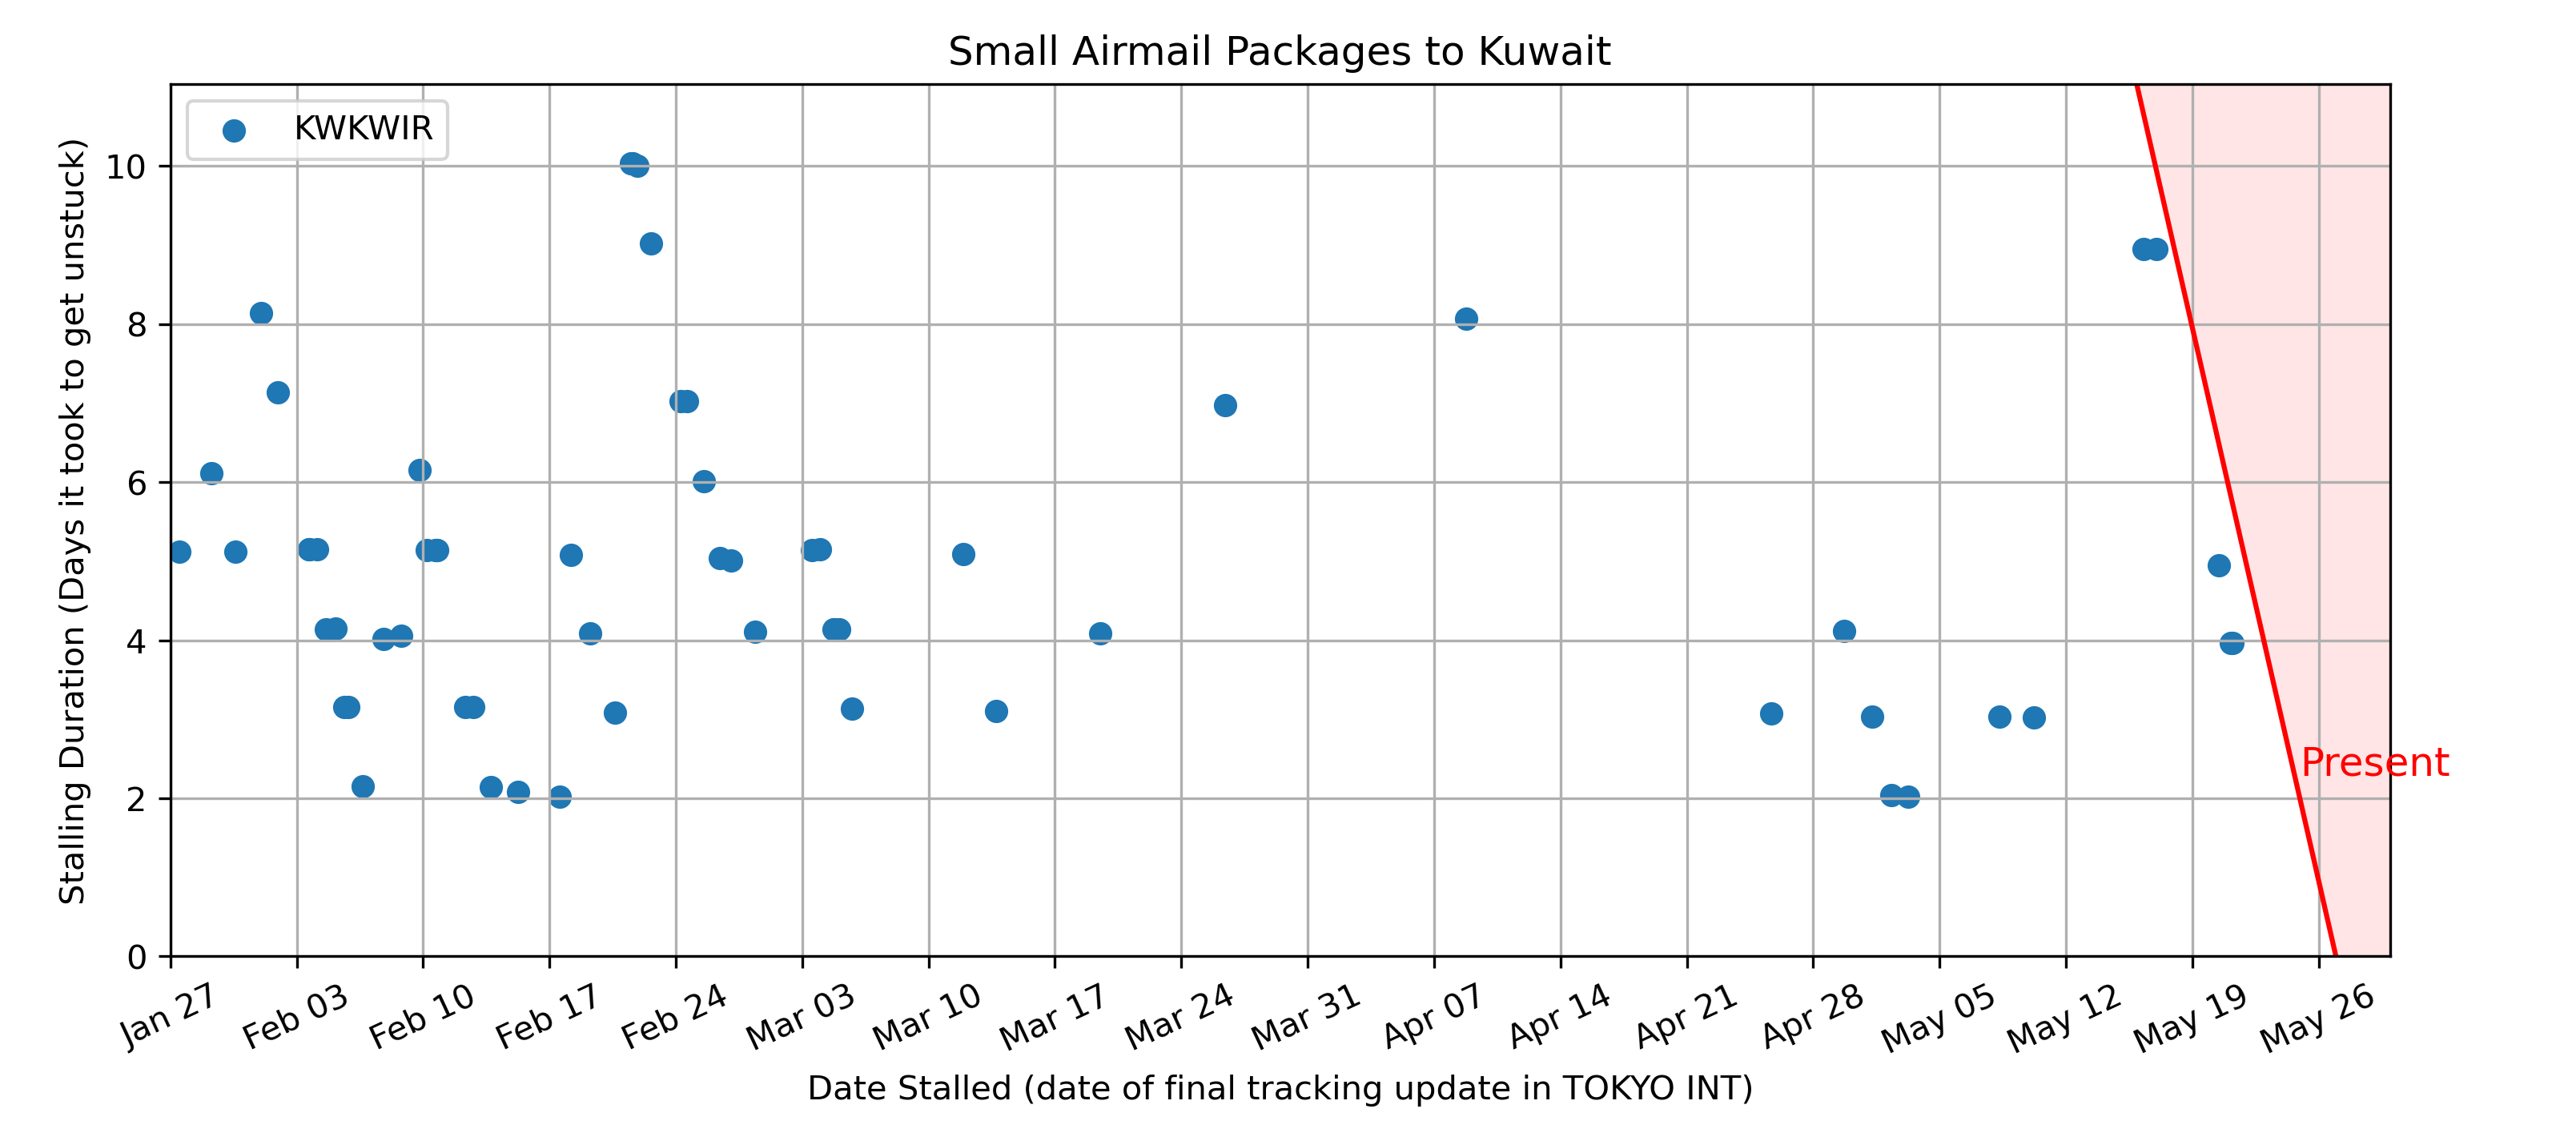 Small Airmail Packages to Kuwait
KWKWIR
Stalling Duration (Days it took to get unstuck)
10
8
6
4
2
0
Present
Jan 27
Feb 03
Feb 10
Feb 17
Feb 24
Mar 03
Mar 10
Mar 17
Mar 24
Mar 31
Apr 07
Apr 14
Apr 21
Apr 28
May 05
May 12
May 19
May 26
Date Stalled (date of final tracking update in TOKYO INT)